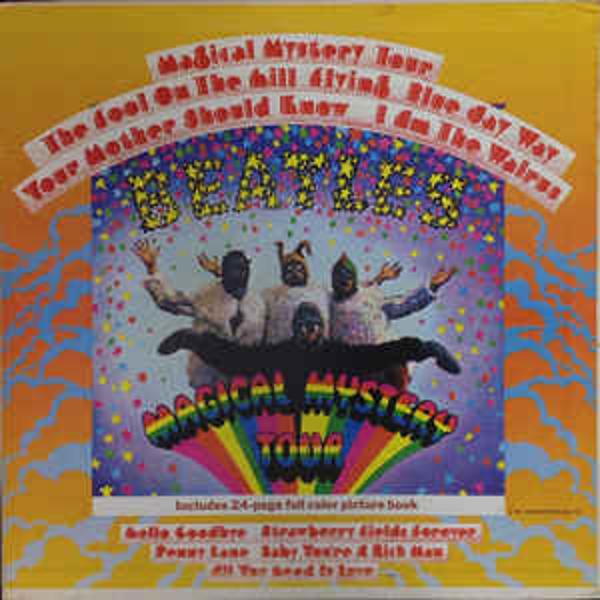 Magical Mystery Tour
The Fool On The Hill Flying Blue Jay Way
Your Mother Should Know I Am The Walrus
BEATLES
MAGICAL MYSTERY
TOUR
Includes 24-page full color picture book
Hello Goodbye Strawberry Fields Forever
Penny Lane Baby, You're A Rich Man
All You Need Is Love